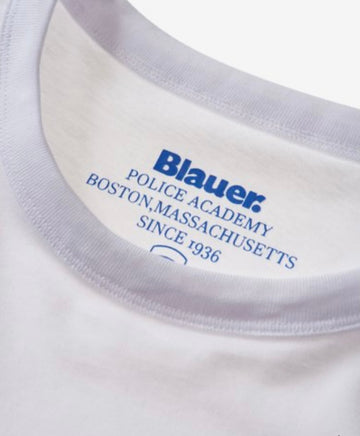 Blauer.
POLICE ACADEMY
BOSTON,MASSACHUSETTS
SINCE 1936